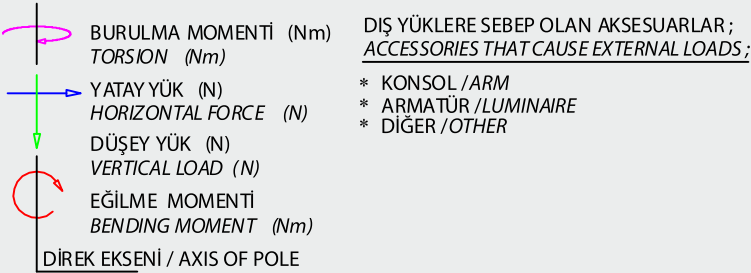 BURULMA MOMENTİ (Nm)
TORSION (Nm)
YATAY YÜK (N)
HORIZONTAL FORCE (N)
DÜŞEY YÜK (N)
VERTICAL LOAD (N)
EĞİLME MOMENTİ
BENDING MOMENT (Nm)
DİREK EKSENİ / AXIS OF POLE
DIŞ YÜKLERE SEBEP OLAN AKSESUARLAR ;
ACCESSORIES THAT CAUSE EXTERNAL LOADS ;
* KONSOL /ARM
* ARMATÜR /LUMINAIRE
* DİĞER /OTHER